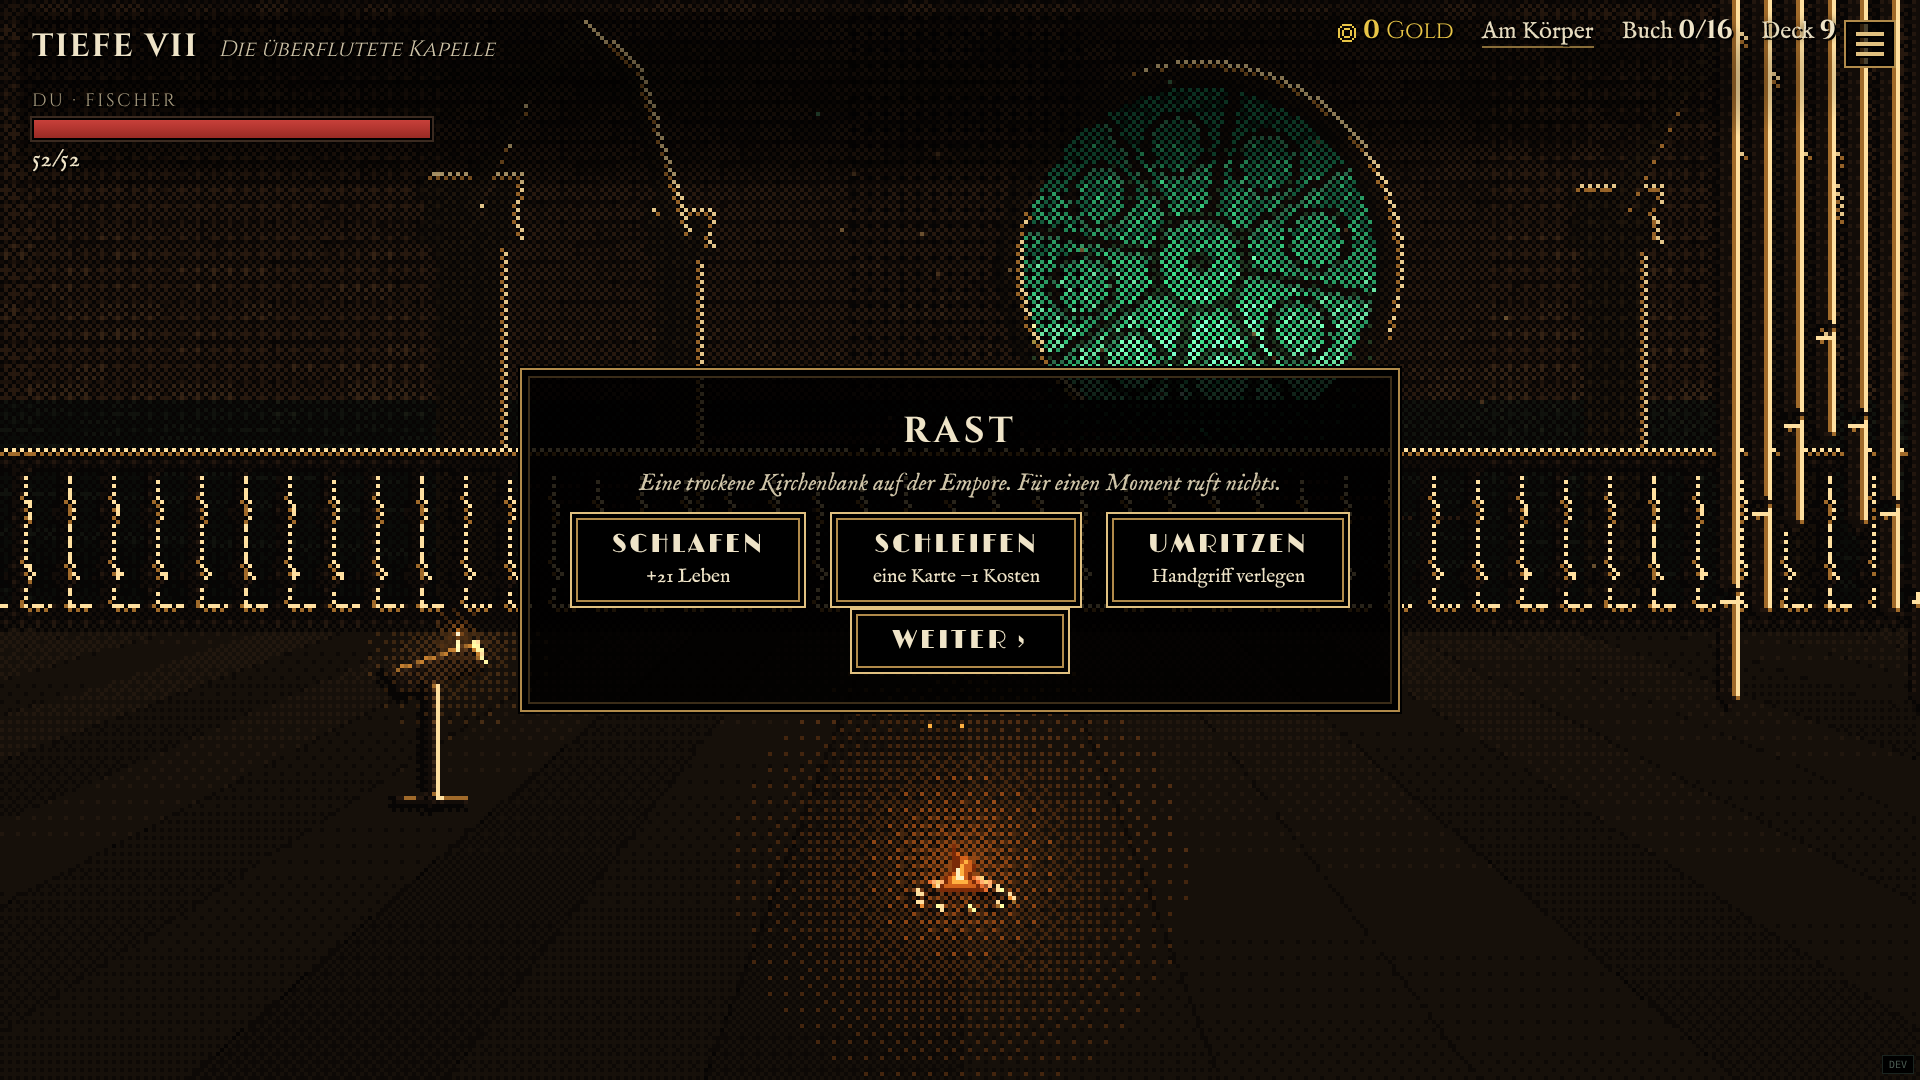 TIEFE VII Die überflutete Kapelle
0 Gold Am Körper Buch 0/16 Deck 9
DU · FISCHER
52/52
RAST
Eine trockene Kirchenbank auf der Empore. Für einen Moment ruft nichts.
SCHLAFEN
+21 Leben
SCHLEIFEN
eine Karte −1 Kosten
UMRITZEN
Handgriff verlegen
WEITER ›
DEV